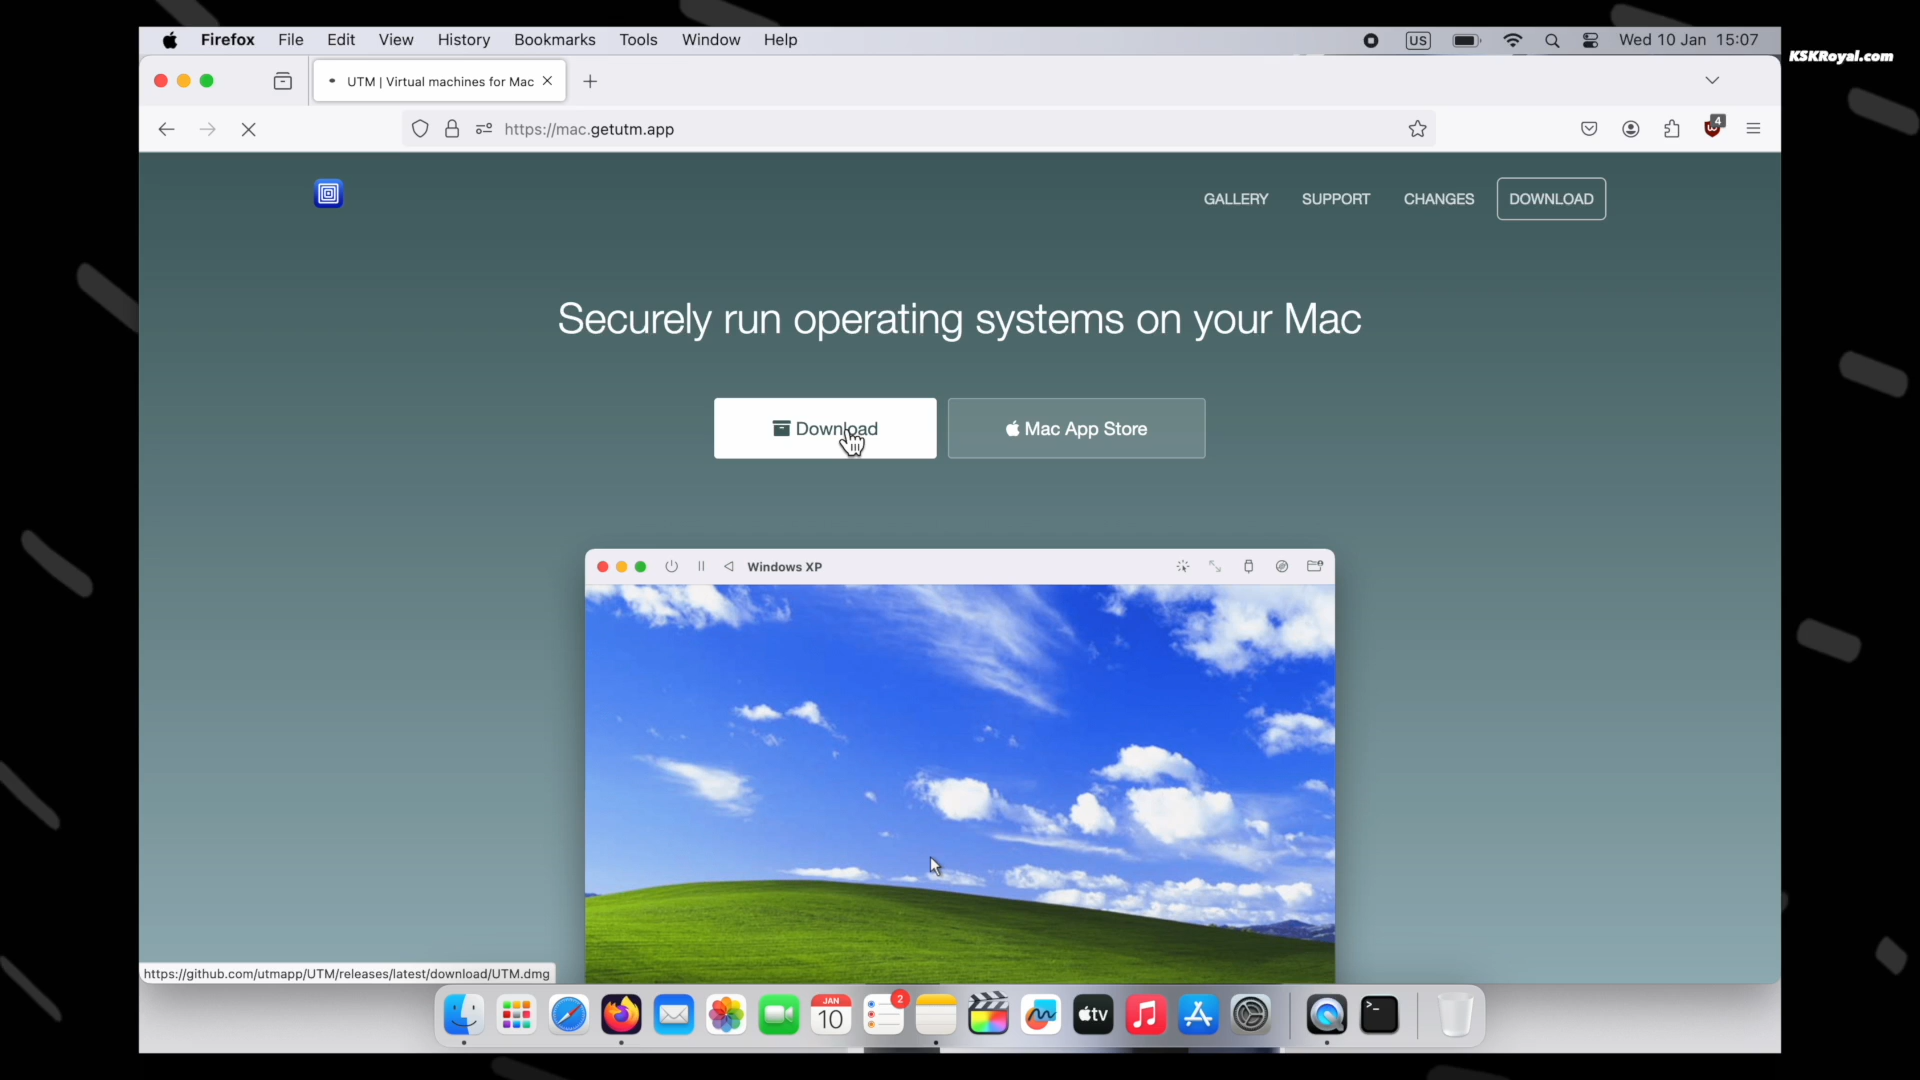 Firefox File Edit View History Bookmarks Tools Window Help US Wed 10 Jan 15:07
KSKRoyal.com
UTM | Virtual machines for Mac
https://mac.getutm.app
4
GALLERY SUPPORT CHANGES DOWNLOAD
Securely run operating systems on your Mac
Download Mac App Store
Windows XP
https://github.com/utmapp/UTM/releases/latest/download/UTM.dmg
JAN
10
2
tv
>_